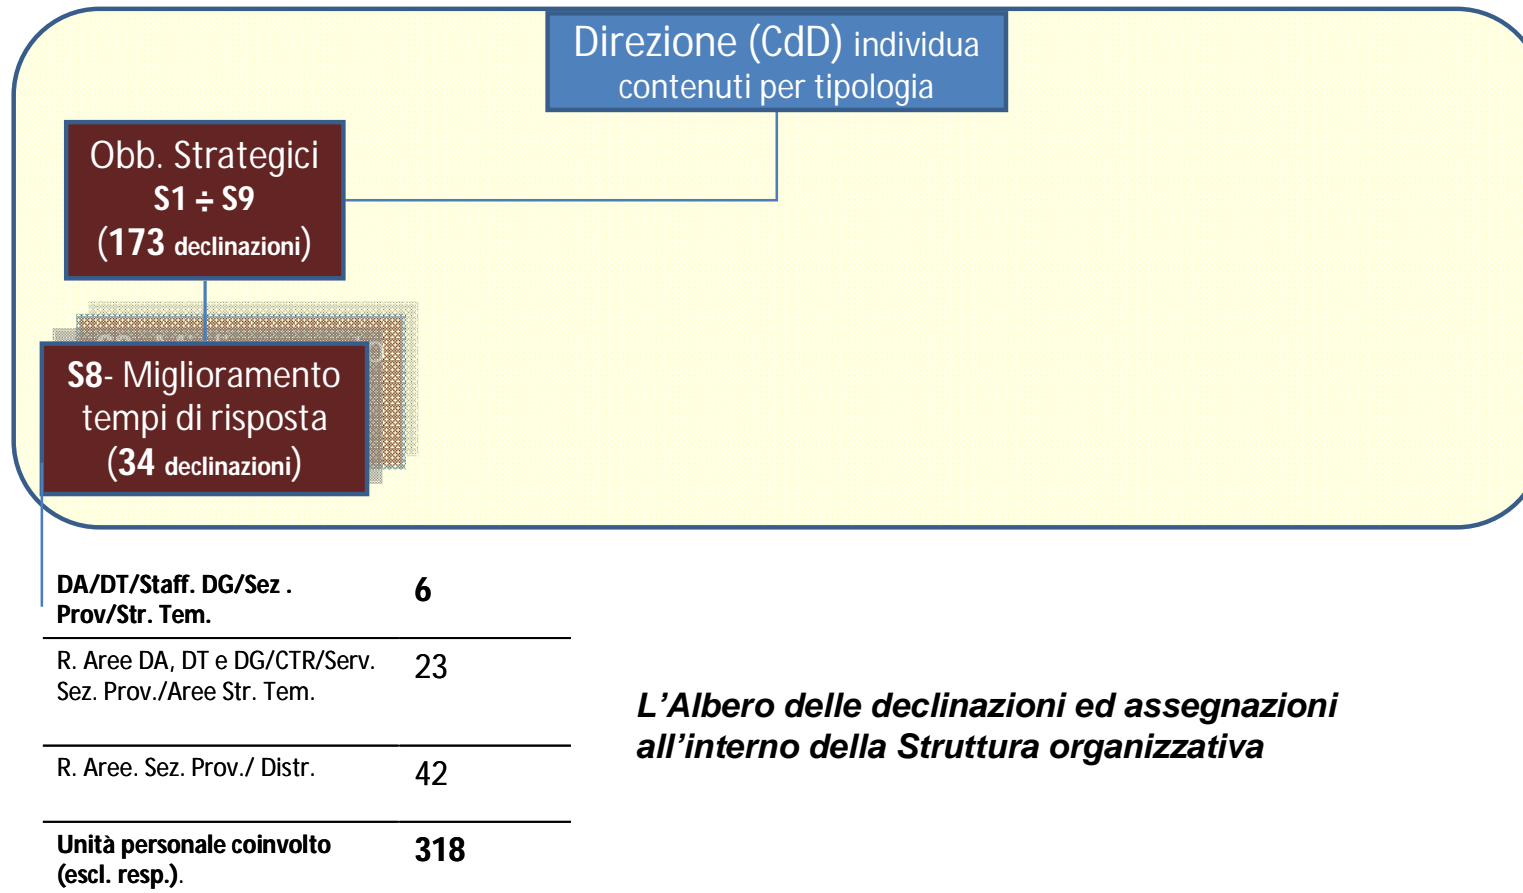 Direzione (CdD) individua
contenuti per tipologia
Obb. Strategici
S1 ÷ S9
(173 declinazioni)
S8- Miglioramento
tempi di risposta
(34 declinazioni)
DA/DT/Staff. DG/Sez . 6
Prov/Str. Tem.
R. Aree DA, DT e DG/CTR/Serv. 23
Sez. Prov./Aree Str. Tem.
R. Aree. Sez. Prov./ Distr. 42
Unità personale coinvolto 318
(escl. resp.).
L’Albero delle declinazioni ed assegnazioni
all’interno della Struttura organizzativa